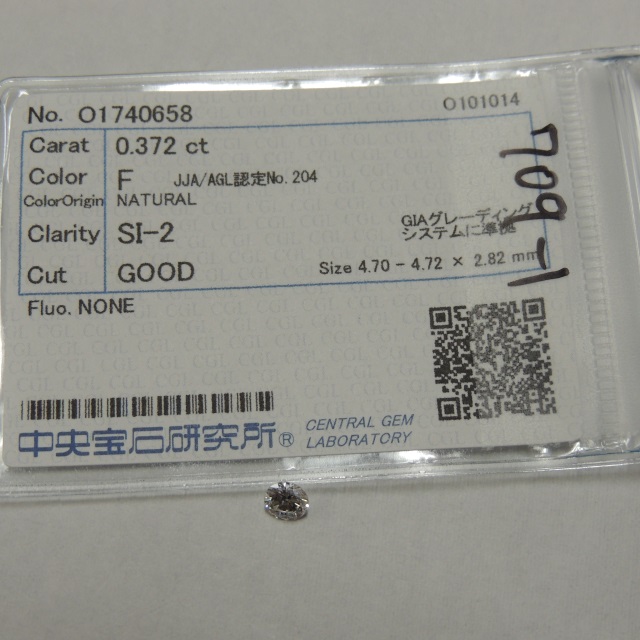 No. O1740658
O101014
Carat 0.372 ct
Color F JJA/AGL認定No.204
ColorOrigin NATURAL
Clarity SI-2
GIAグレーディング
システムに準拠
Cut GOOD
Size 4.70 - 4.72 × 2.82 mm
Fluo. NONE
709-1
中央宝石研究所®
CENTRAL GEM
LABORATORY